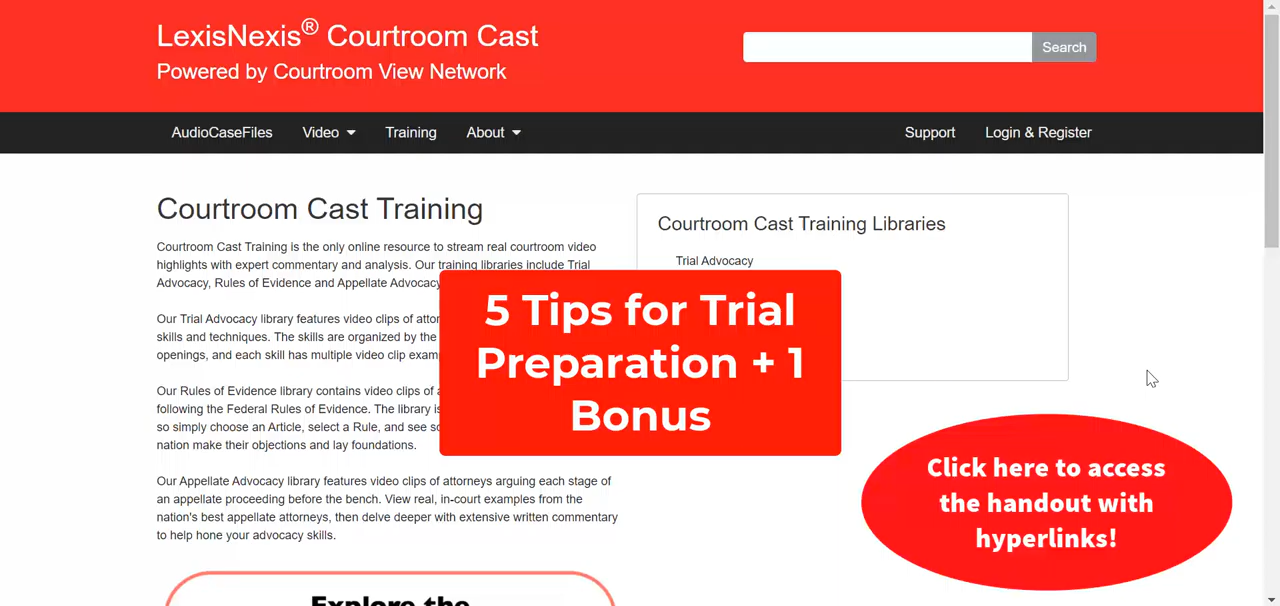 LexisNexis® Courtroom Cast
Powered by Courtroom View Network
Search
AudioCaseFiles
Video
Training
About
Support
Login & Register
Courtroom Cast Training
Courtroom Cast Training is the only online resource to stream real courtroom video
highlights with expert commentary and analysis. Our training libraries include Trial
Advocacy, Rules of Evidence and Appellate Advocacy
Our Trial Advocacy library features video clips of
skills and techniques. The skills are organized by the
openings, and each skill has multiple video clip
Our Rules of Evidence library contains video clips of
following the Federal Rules of Evidence. The library
so simply choose an Article, select a Rule, and see
nation make their objections and lay foundations.
Our Appellate Advocacy library features video clips of attorneys arguing each stage of
an appellate proceeding before the bench. View real, in-court examples from the
nation's best appellate attorneys, then delve deeper with extensive written commentary
to help hone your advocacy skills.
Explore the
Courtroom Cast Training Libraries
Trial Advocacy
5 Tips for Trial
Preparation + 1
Bonus
Click here to access
the handout with
hyperlinks!